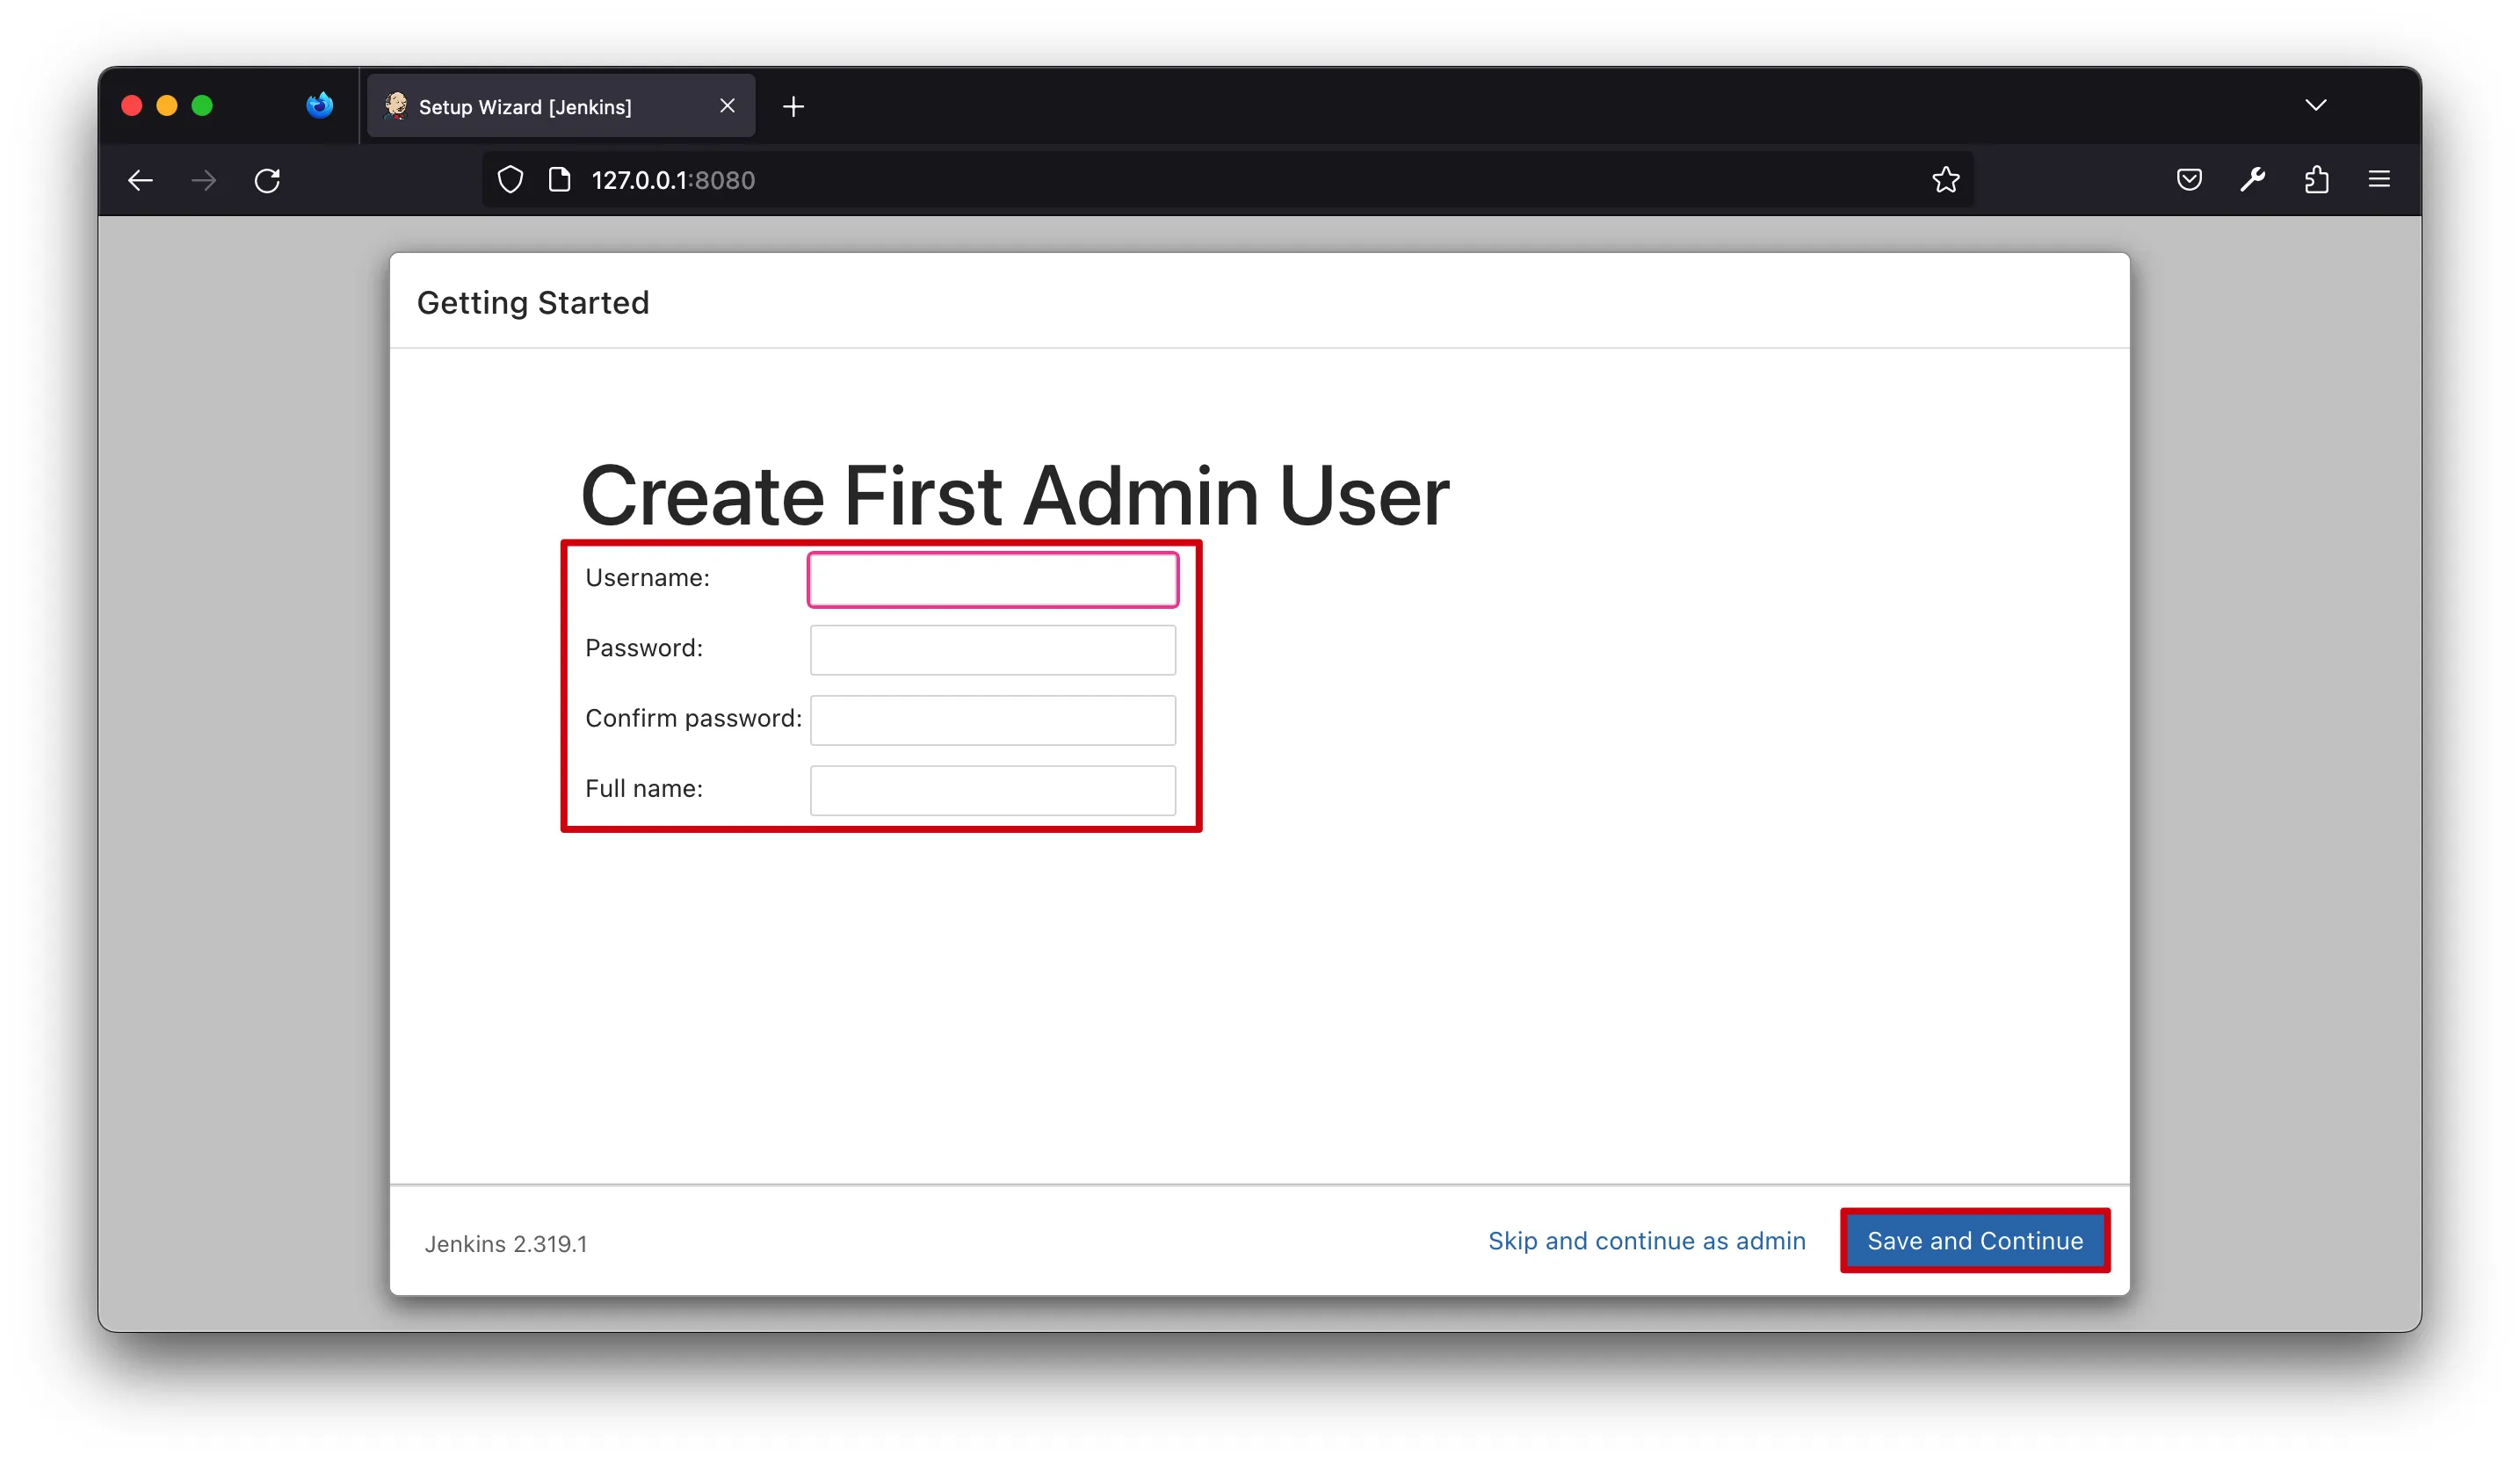 Setup Wizard [Jenkins]
127.0.0.1:8080
Getting Started
Create First Admin User
Username:
Password:
Confirm password:
Full name:
Jenkins 2.319.1
Skip and continue as admin
Save and Continue